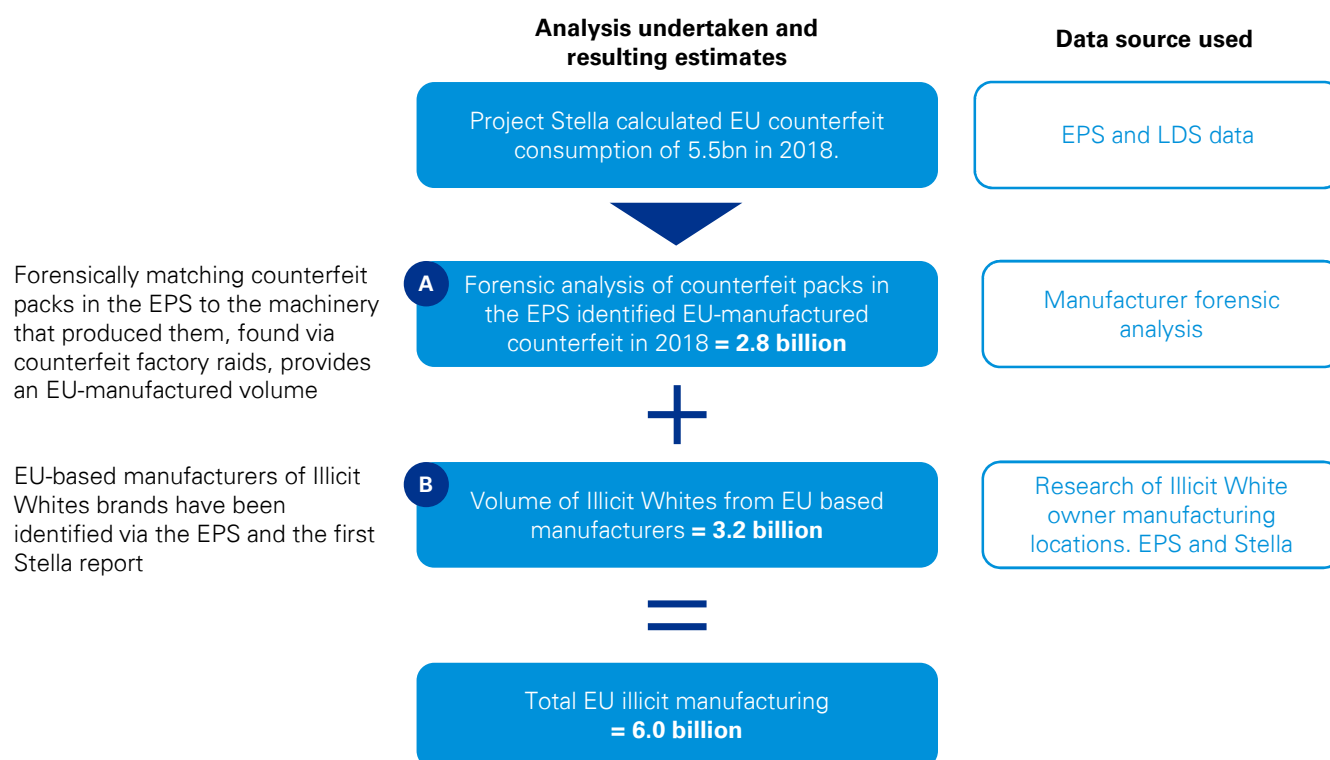 Analysis undertaken and
resulting estimates
Data source used
Project Stella calculated EU counterfeit
consumption of 5.5bn in 2018.
EPS and LDS data
Forensically matching counterfeit
packs in the EPS to the machinery
that produced them, found via
counterfeit factory raids, provides
an EU-manufactured volume
A
Forensic analysis of counterfeit packs in
the EPS identified EU-manufactured
counterfeit in 2018 = 2.8 billion
Manufacturer forensic
analysis
+
EU-based manufacturers of Illicit
Whites brands have been
identified via the EPS and the first
Stella report
B
Volume of Illicit Whites from EU based
manufacturers = 3.2 billion
Research of Illicit White
owner manufacturing
locations. EPS and Stella
=
Total EU illicit manufacturing
= 6.0 billion